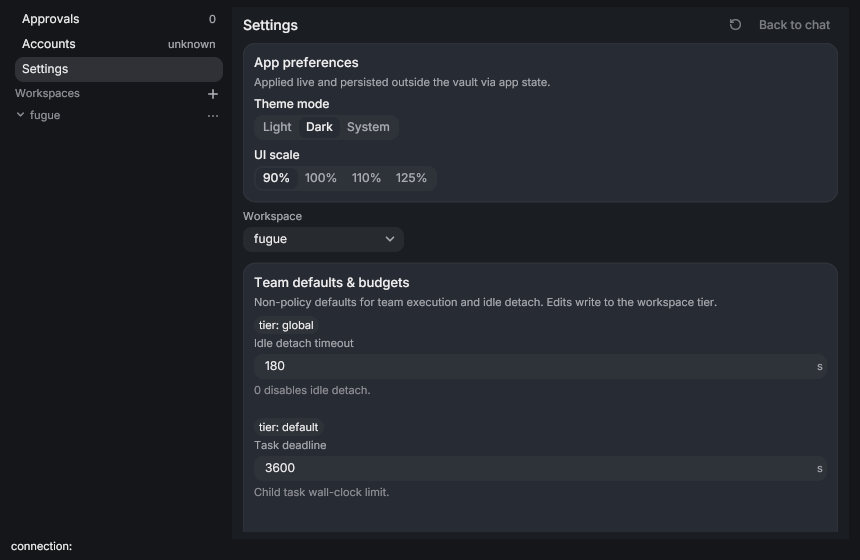 Approvals 0
Accounts unknown
Settings
Workspaces +
fugue ...
connection:
Settings Back to chat
App preferences
Applied live and persisted outside the vault via app state.
Theme mode
Light Dark System
UI scale
90% 100% 110% 125%
Workspace
fugue
Team defaults & budgets
Non-policy defaults for team execution and idle detach. Edits write to the workspace tier.
tier: global
Idle detach timeout
180 s
0 disables idle detach.
tier: default
Task deadline
3600 s
Child task wall-clock limit.